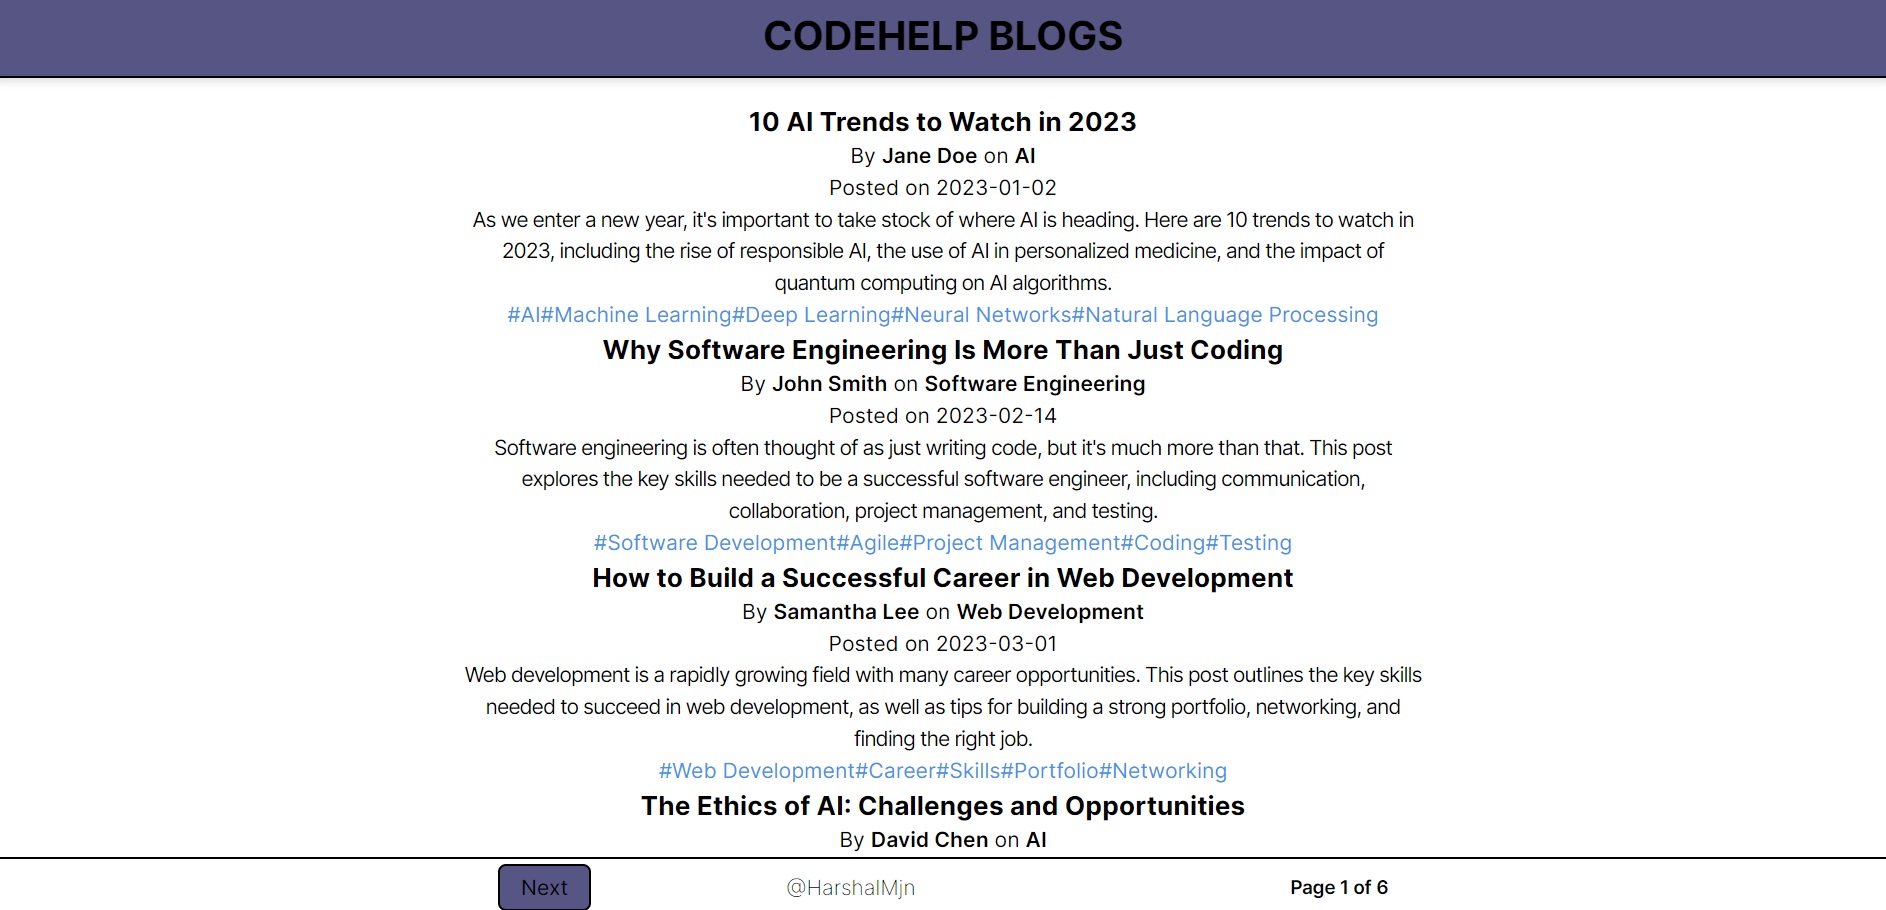 CODEHELP BLOGS
10 AI Trends to Watch in 2023
By Jane Doe on AI
Posted on 2023-01-02
As we enter a new year, it's important to take stock of where AI is heading. Here are 10 trends to watch in
2023, including the rise of responsible AI, the use of AI in personalized medicine, and the impact of
quantum computing on AI algorithms.
#AI#Machine Learning#Deep Learning#Neural Networks#Natural Language Processing
Why Software Engineering Is More Than Just Coding
By John Smith on Software Engineering
Posted on 2023-02-14
Software engineering is often thought of as just writing code, but it's much more than that. This post
explores the key skills needed to be a successful software engineer, including communication,
collaboration, project management, and testing.
#Software Development#Agile#Project Management#Coding#Testing
How to Build a Successful Career in Web Development
By Samantha Lee on Web Development
Posted on 2023-03-01
Web development is a rapidly growing field with many career opportunities. This post outlines the key skills
needed to succeed in web development, as well as tips for building a strong portfolio, networking, and
finding the right job.
#Web Development#Career#Skills#Portfolio#Networking
The Ethics of AI: Challenges and Opportunities
By David Chen on AI
Next
@HarshalMjn
Page 1 of 6